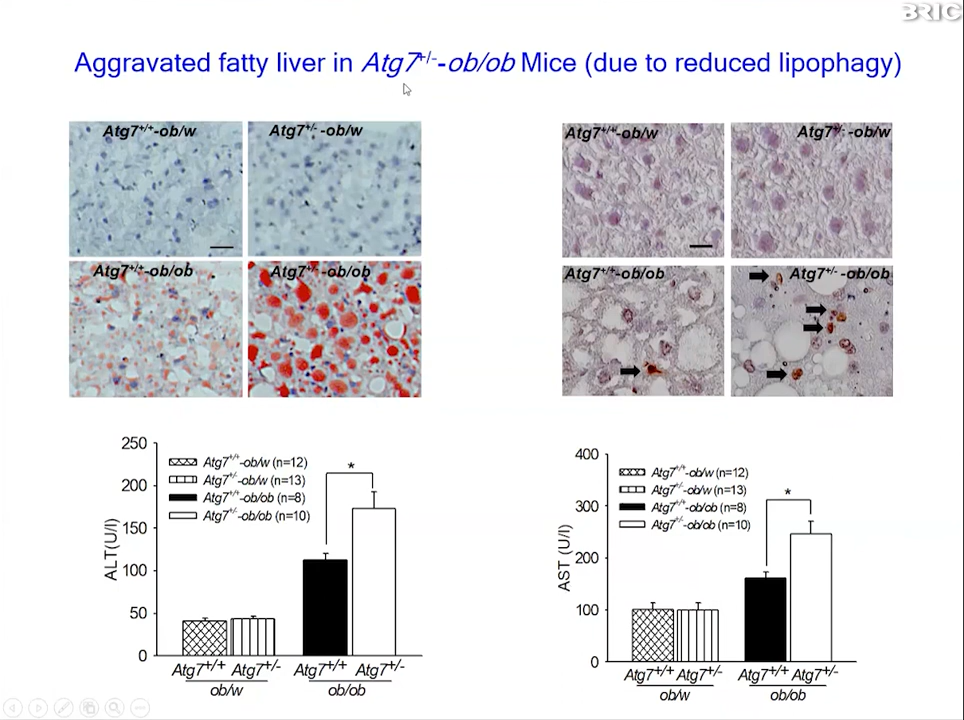 BRIC
Aggravated fatty liver in Atg7+/--ob/ob Mice (due to reduced lipophagy)
Atg7+/+-ob/w
Atg7+/- -ob/w
Atg7+/+-ob/ob
Atg7+/- -ob/ob
Atg7+/+-ob/w
Atg7+/- -ob/w
Atg7+/+-ob/ob
Atg7+/- -ob/ob
ALT(U/l)
250
200
150
100
50
0
Atg7+/+-ob/w (n=12)
Atg7+/--ob/w (n=13)
Atg7+/+-ob/ob (n=8)
Atg7+/--ob/ob (n=10)
*
Atg7+/+ Atg7+/- Atg7+/+ Atg7+/-
ob/w ob/ob
AST (U/l)
400
300
200
100
0
Atg7+/+-ob/w (n=12)
Atg7+/--ob/w (n=13)
Atg7+/+-ob/ob (n=8)
Atg7+/--ob/ob (n=10)
*
Atg7+/+ Atg7+/- Atg7+/+ Atg7+/-
ob/w ob/ob